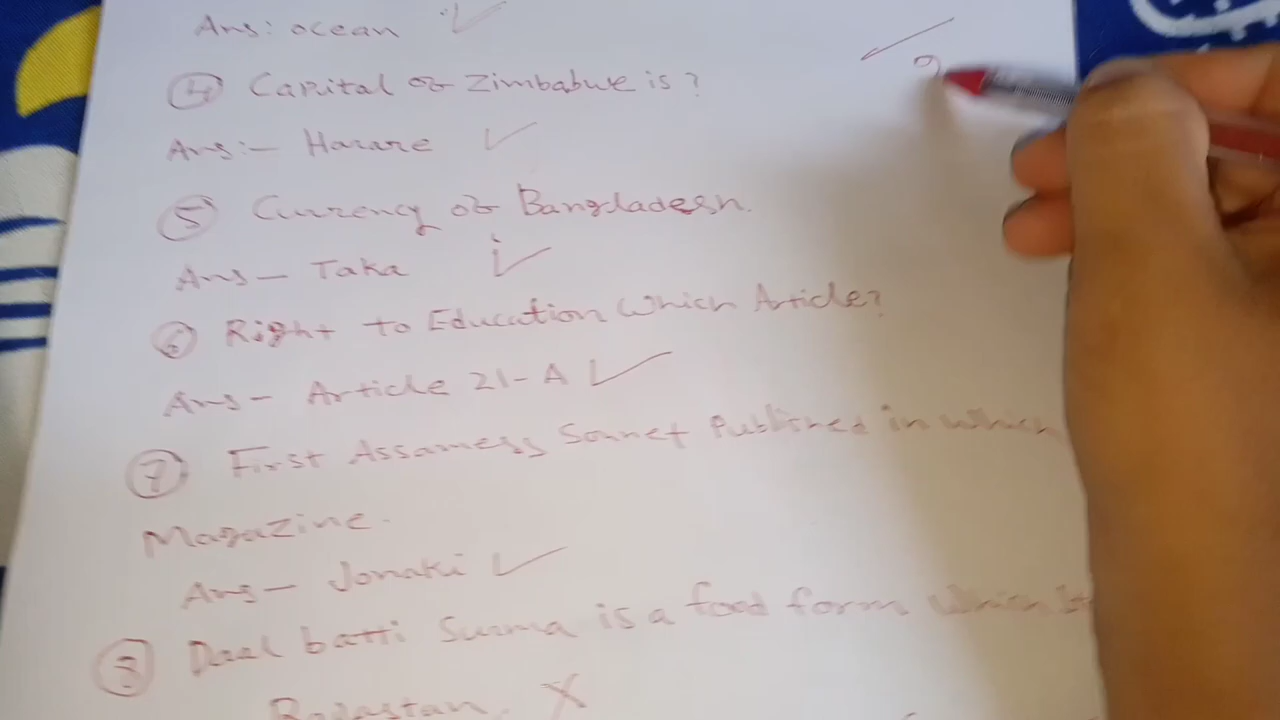 Ans: ocean
④ Capital of Zimbabwe is?
Ans:- Harare
⑤ Currency of Bangladesh.
Ans - Taka
⑥ Right to Education Which Article?
Ans - Article 21-A
⑦ First Assamess Sonnet Published in which
Magazine.
Ans - Jonaki
⑧ Daal batti Surma is a food form which
Rajastan.